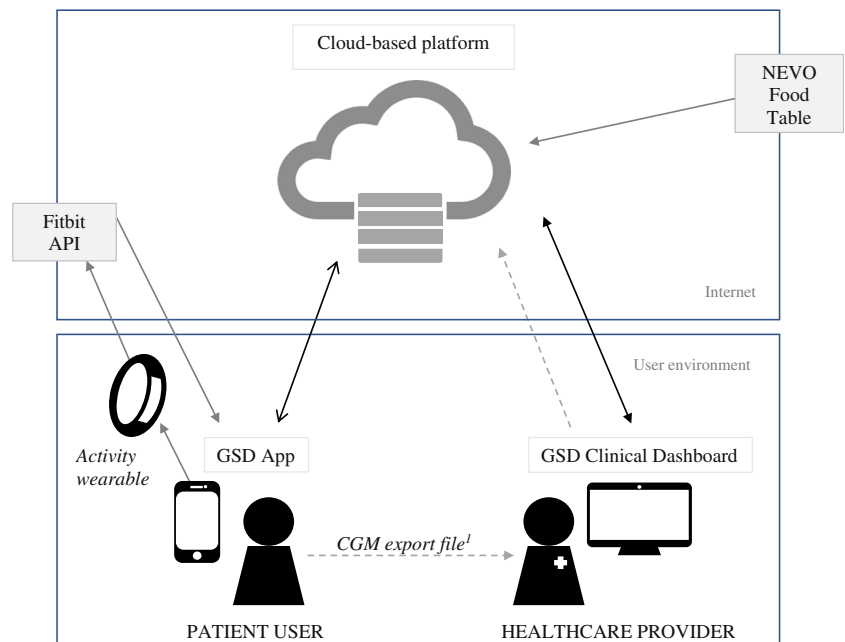 Cloud-based platform
NEVO
Food
Table
Fitbit
API
Internet
User environment
Activity
wearable
GSD App
GSD Clinical Dashboard
CGM export file¹
PATIENT USER
HEALTHCARE PROVIDER